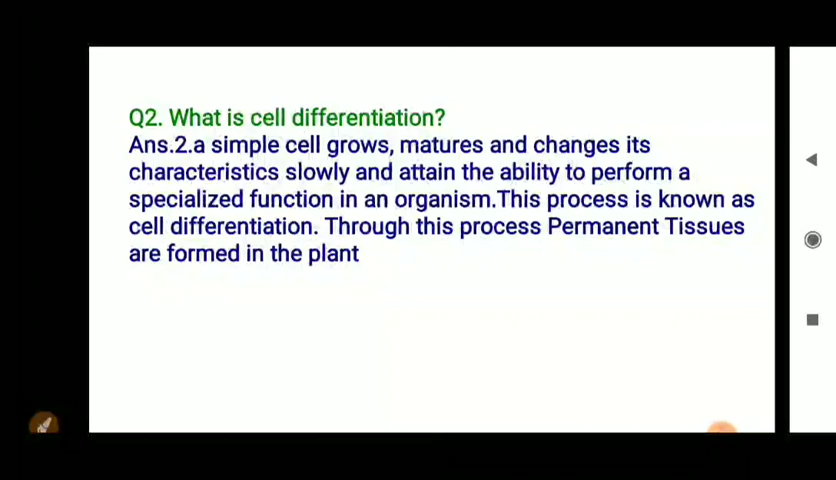 Q2. What is cell differentiation?
Ans.2.a simple cell grows, matures and changes its
characteristics slowly and attain the ability to perform a
specialized function in an organism.This process is known as
cell differentiation. Through this process Permanent Tissues
are formed in the plant